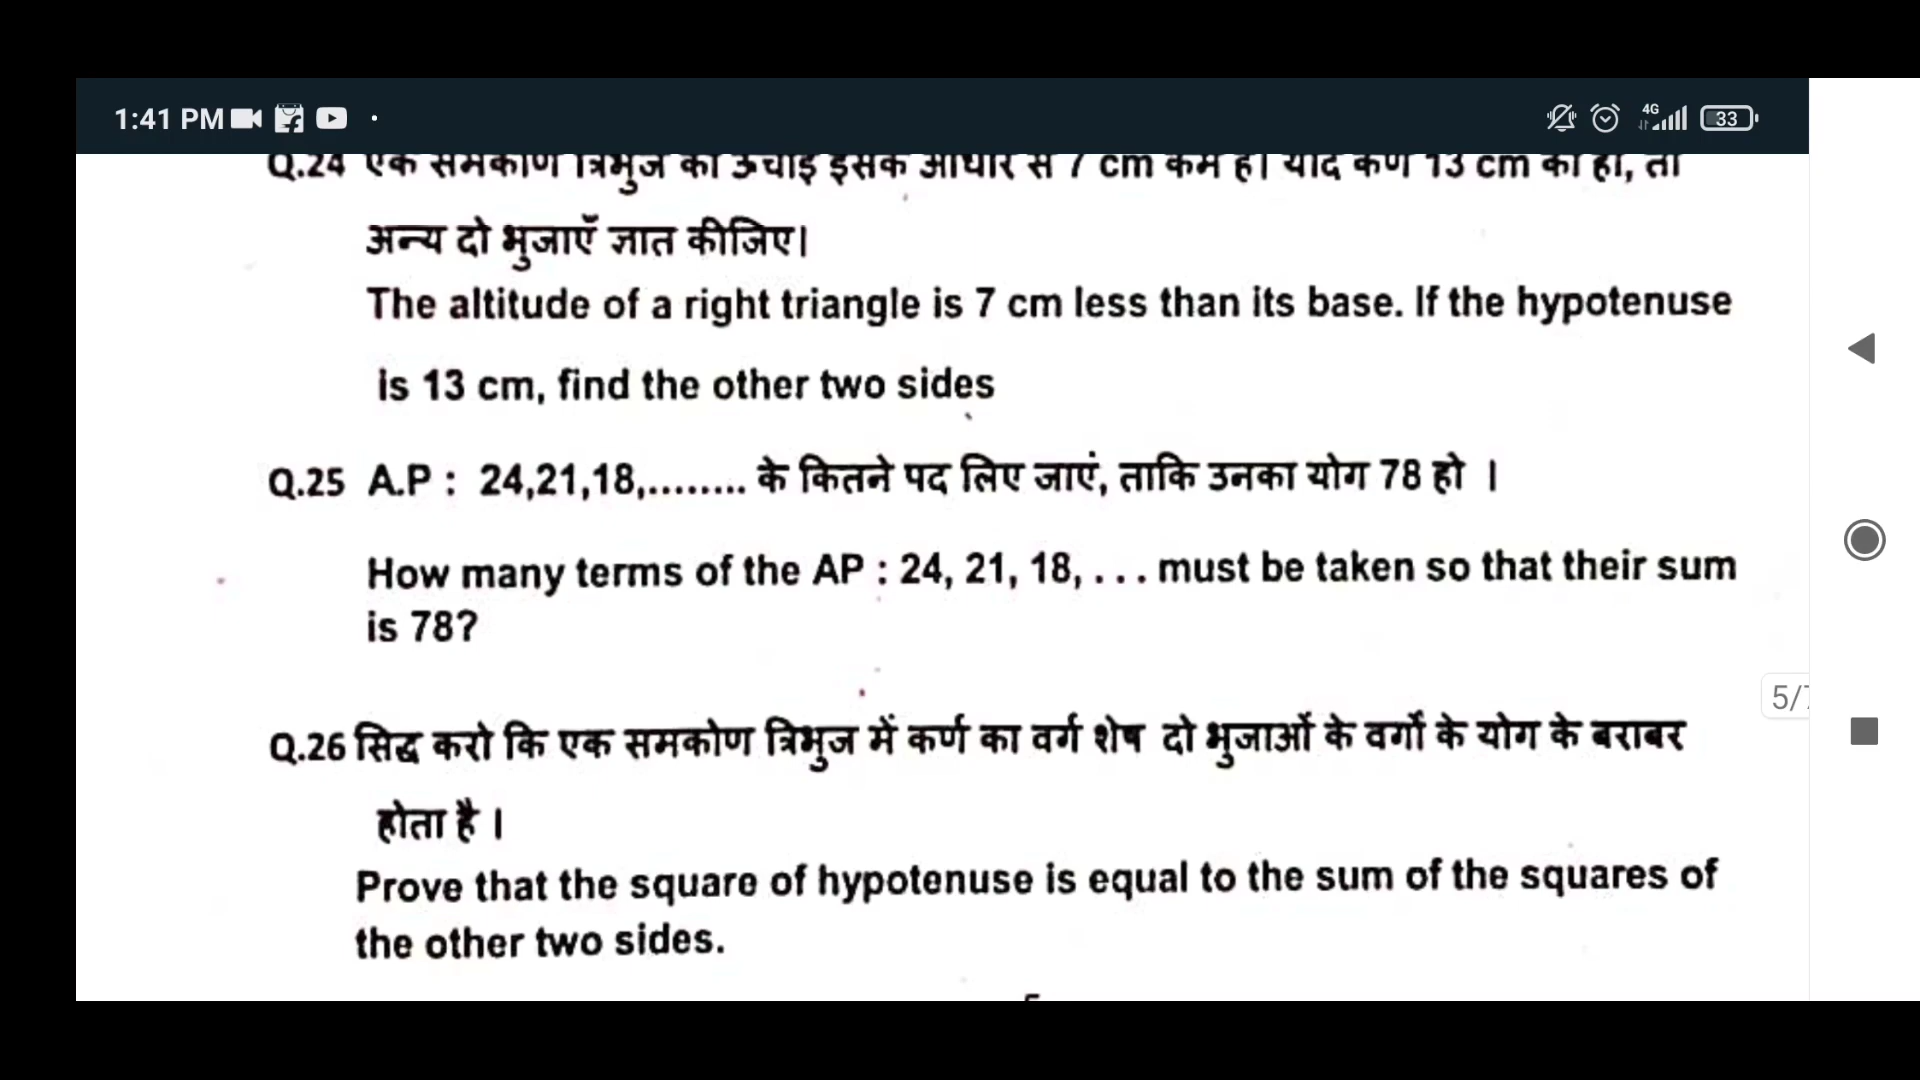 1:41 PM
4G
33
Q.24 एक समकोण त्रिभुज की ऊँचाई इसके आधार से 7 cm कम है। यदि कर्ण 13 cm का हो, तो
अन्य दो भुजाएँ ज्ञात कीजिए।
The altitude of a right triangle is 7 cm less than its base. If the hypotenuse
is 13 cm, find the other two sides
Q.25 A.P : 24,21,18,........ के कितने पद लिए जाएं, ताकि उनका योग 78 हो ।
How many terms of the AP : 24, 21, 18, . . . must be taken so that their sum
is 78?
5/7
Q.26 सिद्ध करो कि एक समकोण त्रिभुज में कर्ण का वर्ग शेष दो भुजाओं के वर्गों के योग के बराबर
होता है ।
Prove that the square of hypotenuse is equal to the sum of the squares of
the other two sides.